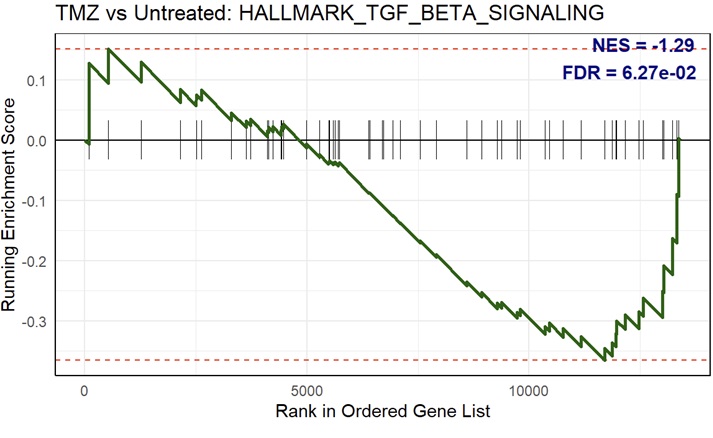 TMZ vs Untreated: HALLMARK_TGF_BETA_SIGNALING
NES = -1.29
FDR = 6.27e-02
Running Enrichment Score
0.1
0.0
-0.1
-0.2
-0.3
0
5000
10000
Rank in Ordered Gene List